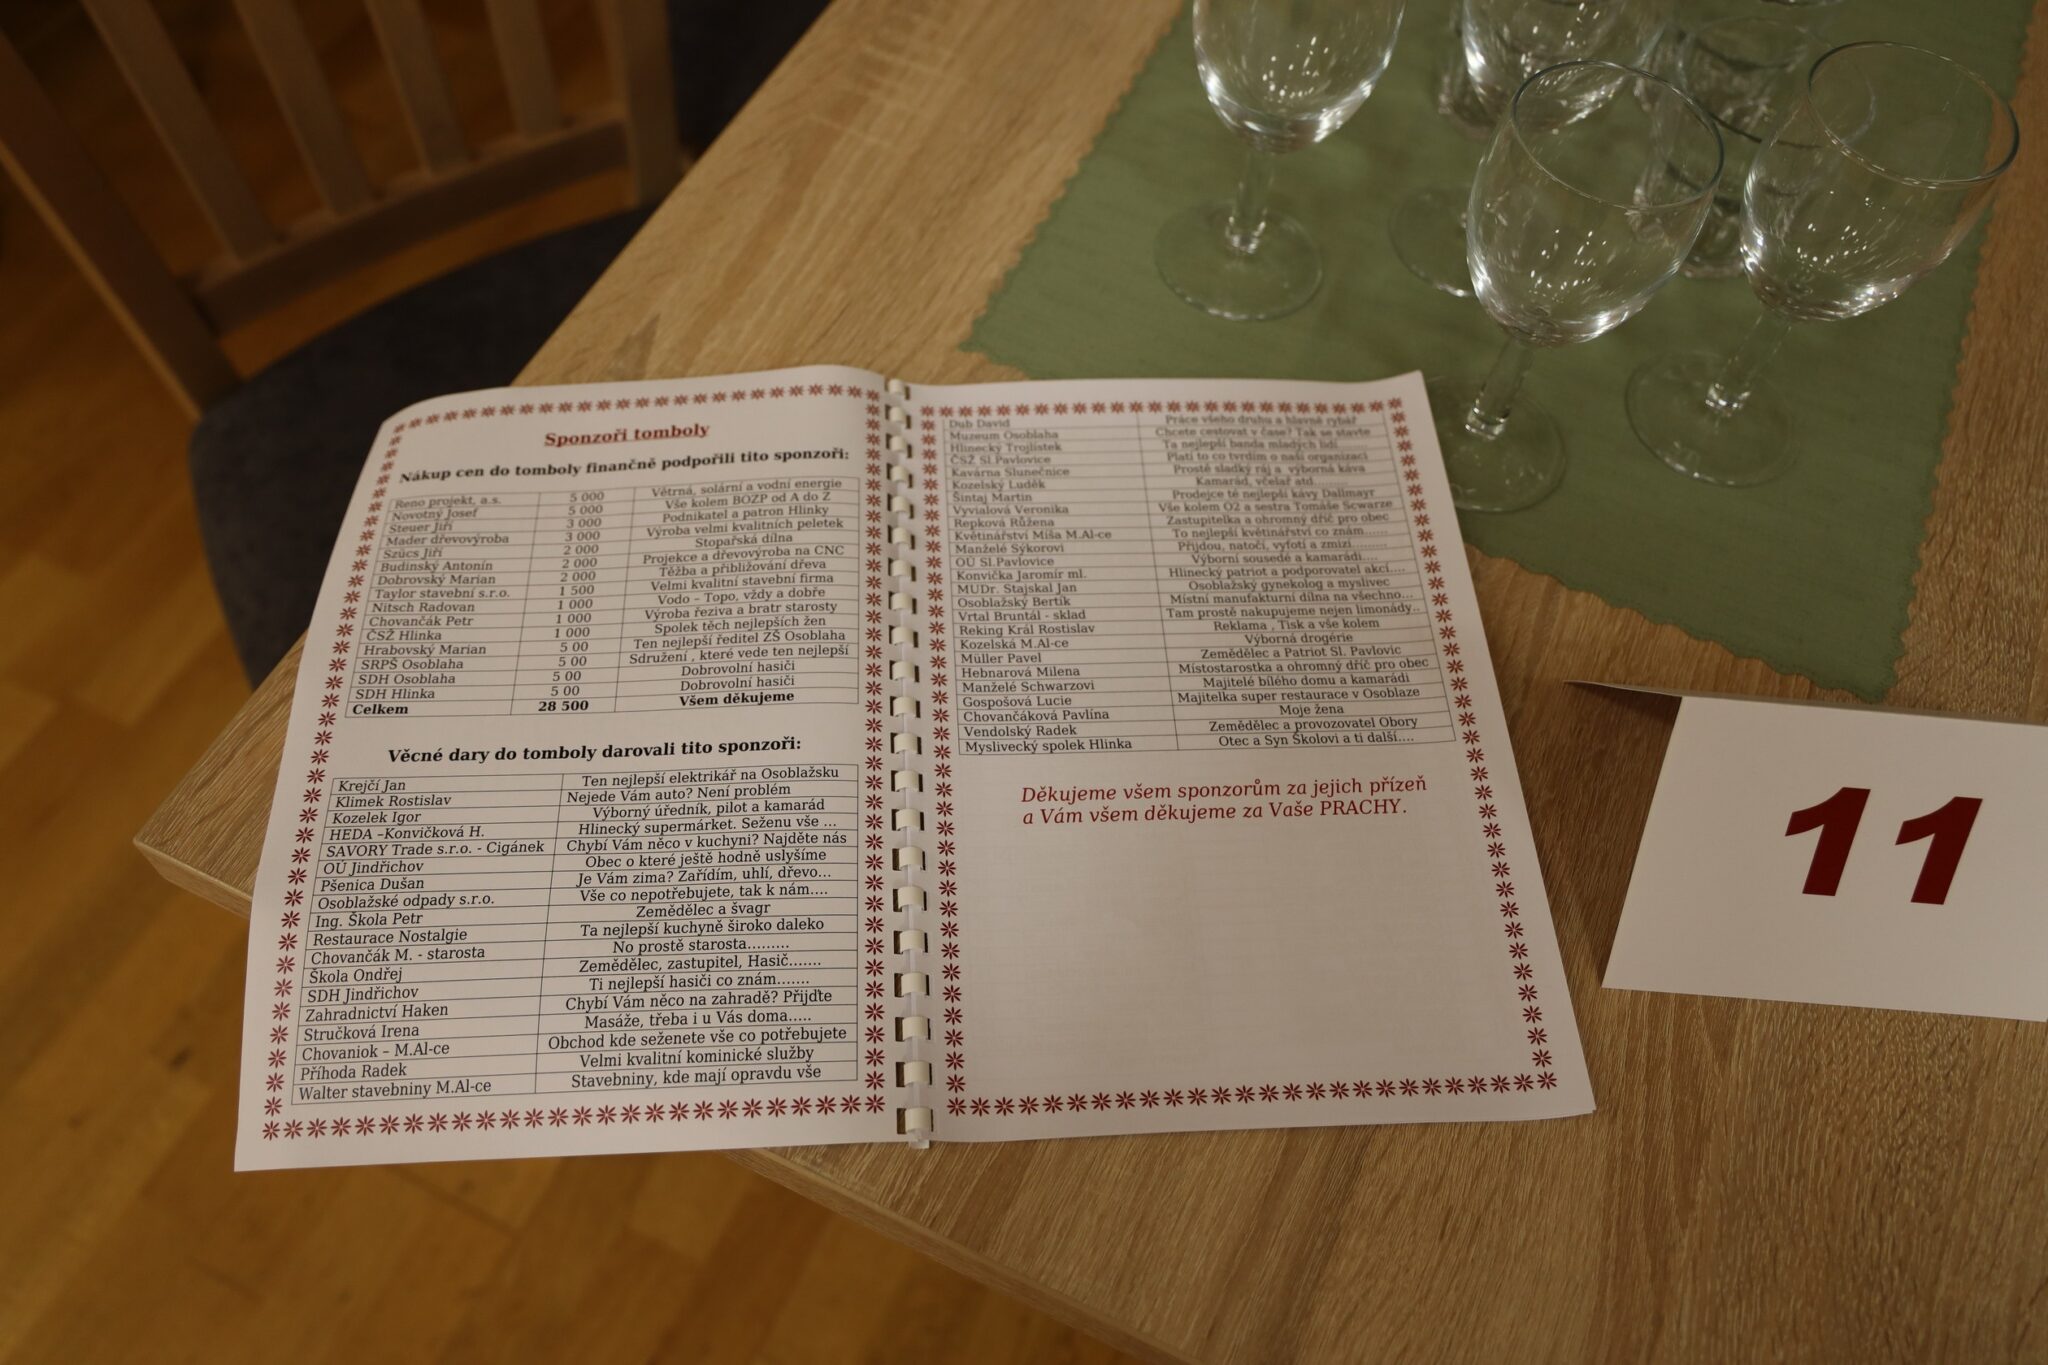 Sponzoři tomboly
Nákup cen do tomboly finančně podpořili tito sponzoři:
Reno projekt, a.s. 5 000 Větrná, solární a vodní energie
Novotný Josef 5 000 Vše kolem BOZP od A do Z
Steuer Jiří 3 000 Podnikatel a patron Hlinky
Mader dřevovýroba 3 000 Výroba velmi kvalitních peletek
Szücs Jiří 2 000 Stopařská dílna
Budinský Antonín 2 000 Projekce a dřevovýroba na CNC
Dobrovský Marian 2 000 Těžba a přibližování dřeva
Taylor stavební s.r.o. 1 500 Velmi kvalitní stavební firma
Nitsch Radovan 1 000 Vodo – Topo, vždy a dobře
Chovančák Petr 1 000 Výroba řeziva a bratr starosty
ČSŽ Hlinka 1 000 Spolek těch nejlepších žen
Hrabovský Marian 5 00 Ten nejlepší ředitel ZŠ Osoblaha
SRPŠ Osoblaha 5 00 Sdružení , které vede ten nejlepší
SDH Osoblaha 5 00 Dobrovolní hasiči
SDH Hlinka 5 00 Dobrovolní hasiči
Celkem 28 500 Všem děkujeme
Věcné dary do tomboly darovali tito sponzoři:
Krejčí Jan Ten nejlepší elektrikář na Osoblažsku
Klimek Rostislav Nejede Vám auto? Není problém
Kozelek Igor Výborný úředník, pilot a kamarád
HEDA –Konvičková H. Hlinecký supermárket. Seženu vše ...
SAVORY Trade s.r.o. - Cigánek Chybí Vám něco v kuchyni? Najděte nás
OÚ Jindřichov Obec o které ještě hodně uslyšíme
Pšenica Dušan Je Vám zima? Zařídím, uhlí, dřevo...
Osoblažské odpady s.r.o. Vše co nepotřebujete, tak k nám....
Ing. Škola Petr Zemědělec a švagr
Restaurace Nostalgie Ta nejlepší kuchyně široko daleko
Chovančák M. - starosta No prostě starosta.........
Škola Ondřej Zemědělec, zastupitel, Hasič.......
SDH Jindřichov Ti nejlepší hasiči co znám.......
Zahradnictví Haken Chybí Vám něco na zahradě? Přijďte
Stručková Irena Masáže, třeba i u Vás doma.....
Chovaniok – M.Al-ce Obchod kde seženete vše co potřebujete
Příhoda Radek Velmi kvalitní kominické služby
Walter stavebniny M.Al-ce Stavebniny, kde mají opravdu vše
Dub David Práce všeho druhu a hlavně rybář
Muzeum Osoblaha Chcete cestovat v čase? Tak se stavte
Hlinecký Trojlístek Ta nejlepší banda mladých lidí......
ČSŽ Sl.Pavlovice Platí to co tvrdím o naší organizaci
Kavárna Slunečnice Prostě sladký ráj a výborná káva
Kozelský Luděk Kamarád, včelař atd.........
Šintaj Martin Prodejce té nejlepší kávy Dallmayr
Vyvialová Veronika Vše kolem O2 a sestra Tomáše Scwarze
Repková Růžena Zastupitelka a ohromný dříč pro obec
Květinářství Míša M.Al-ce To nejlepší květinářství co znám......
Manželé Sýkorovi Přijdou, natočí, vyfotí a zmizí.........
OÚ Sl.Pavlovice Výborní sousedé a kamarádi....
Konvička Jaromír ml. Hlinecký patriot a podporovatel akcí....
MUDr. Stajskal Jan Osoblažský gynekolog a myslivec
Osoblažský Bertík Místní manufakturní dílna na všechno...
Vrtal Bruntál - sklad Tam prostě nakupujeme nejen limonády..
Reking Král Rostislav Reklama , Tisk a vše kolem
Kozelská M.Al-ce Výborná drogérie
Müller Pavel Zemědělec a Patriot Sl. Pavlovic
Hebnarová Milena Místostarostka a ohromný dříč pro obec
Manželé Schwarzovi Majitelé bílého domu a kamarádi
Gospošová Lucie Majitelka super restaurace v Osoblaze
Chovančáková Pavlína Moje žena
Vendolský Radek Zemědělec a provozovatel Obory
Myslivecký spolek Hlinka Otec a Syn Školovi a ti další....
Děkujeme všem sponzorům za jejich přízeň
a Vám všem děkujeme za Vaše PRACHY.
11